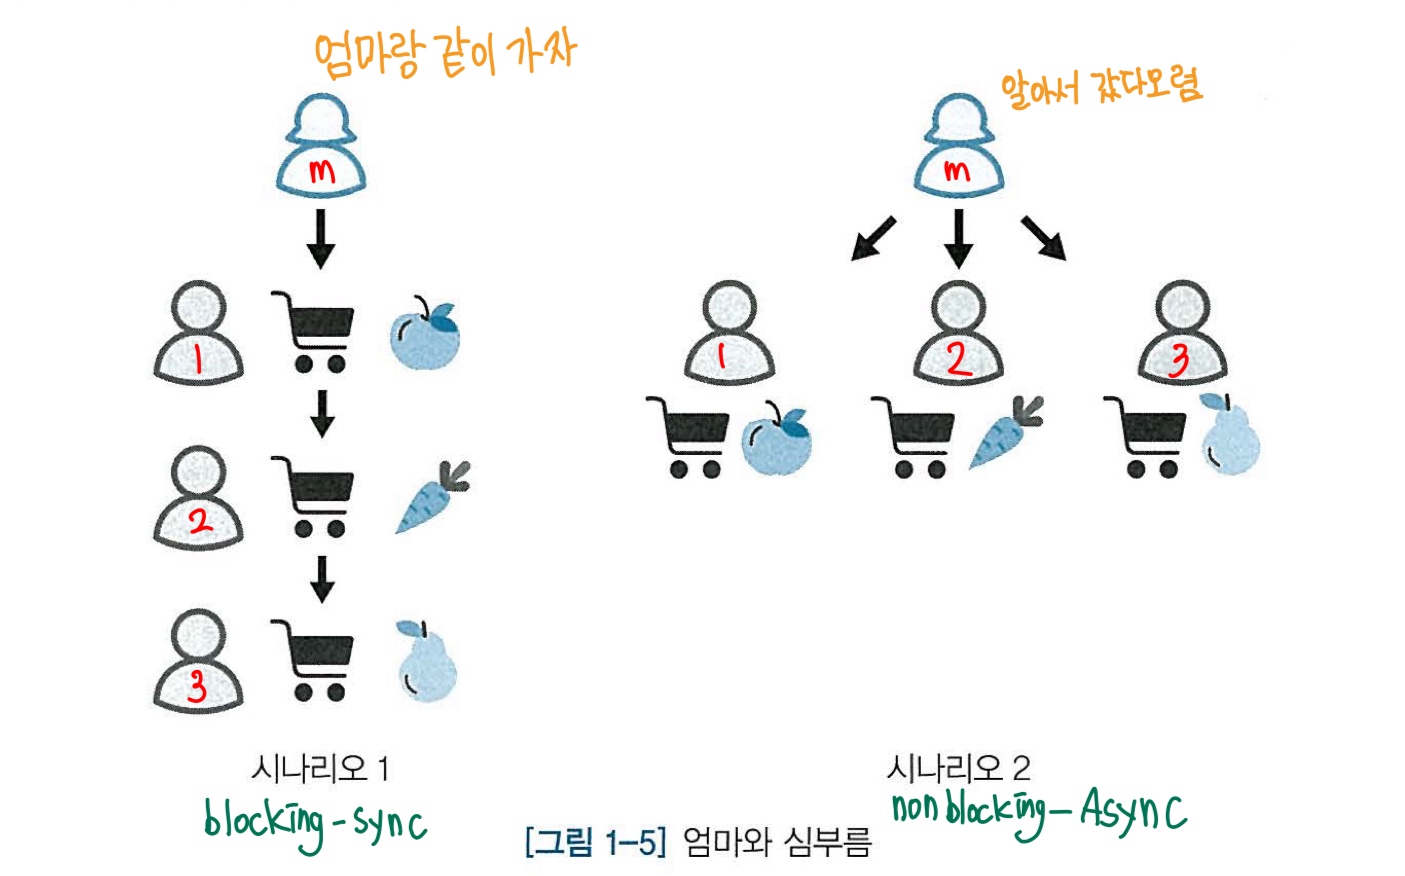 엄마랑 같이 가자
알아서 갔다오렴
m
m
1
1
2
3
2
3
시나리오 1
시나리오 2
blocking-sync
non blocking-Async
[그림 1-5] 엄마와 심부름